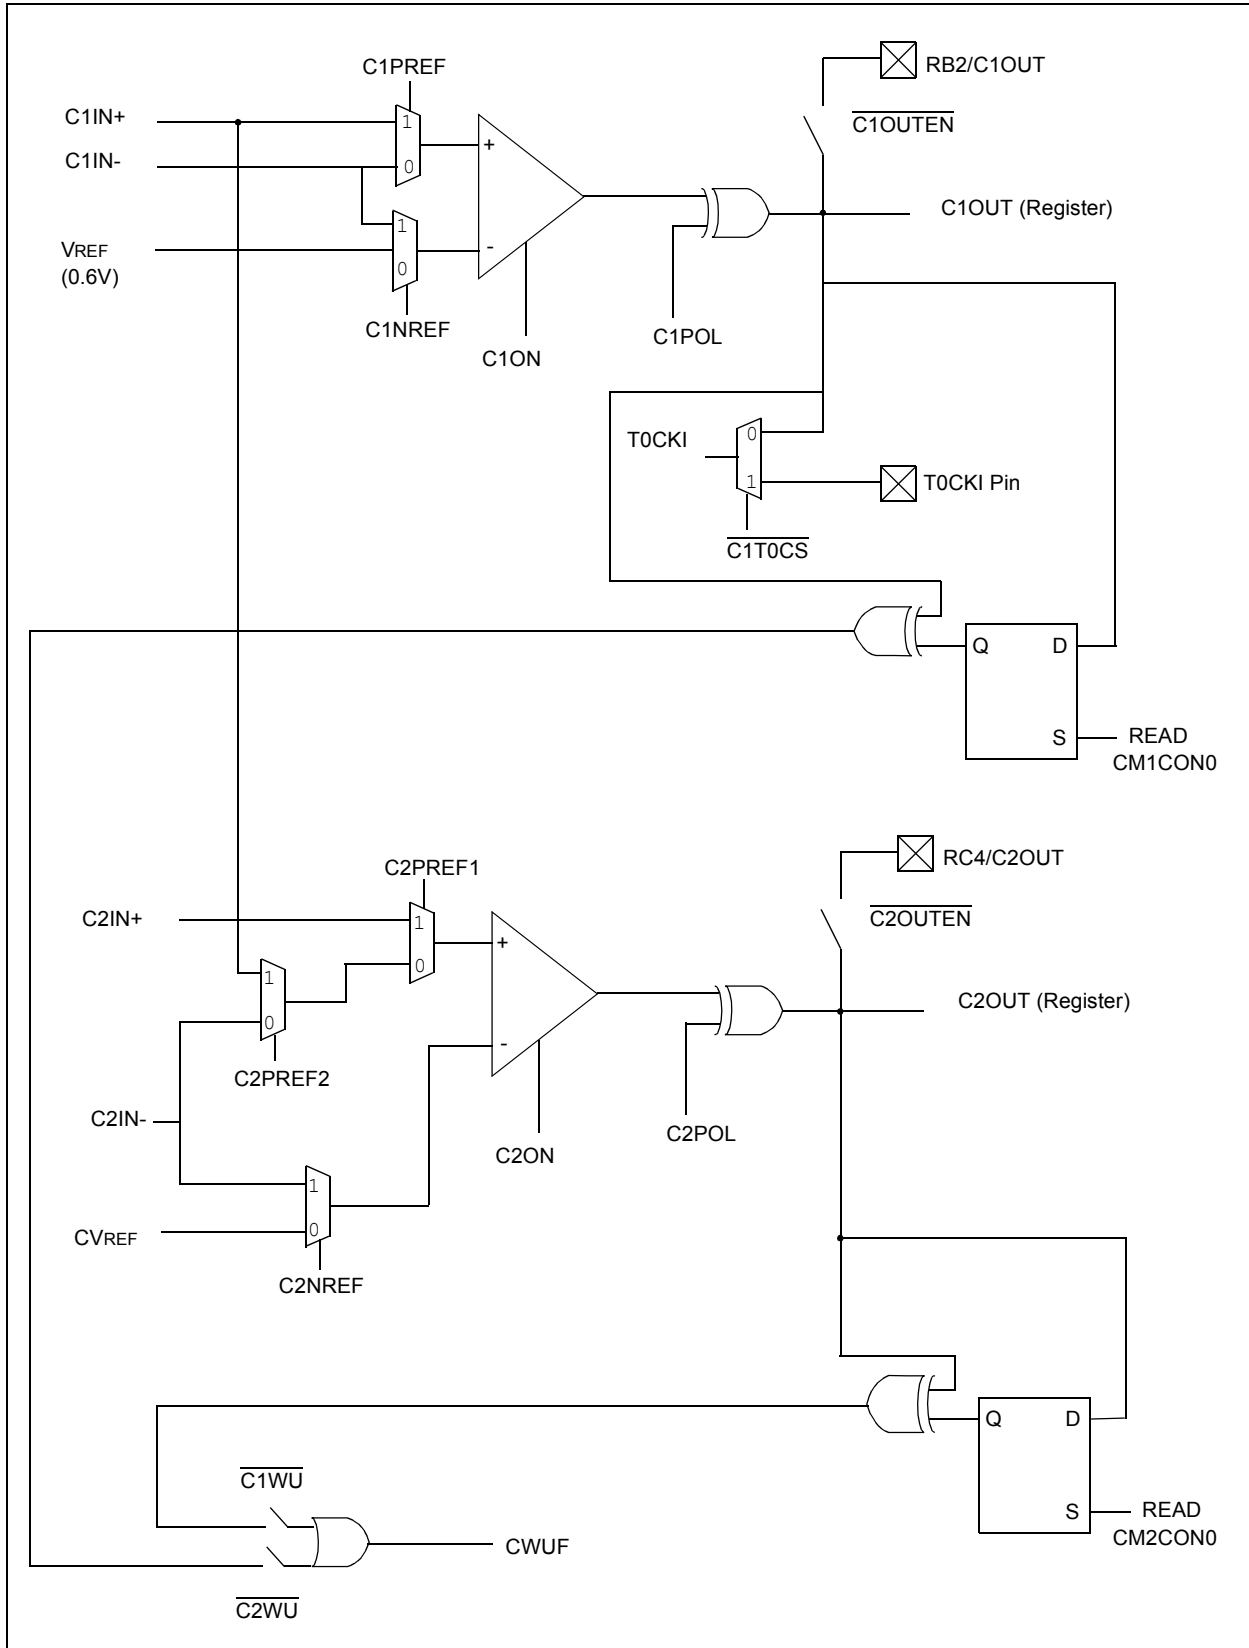 C1PREF
RB2/C1OUT
C1IN+
1
C1OUTEN
+
C1IN-
0
C1OUT (Register)
1
VREF
-
0
(0.6V)
C1NREF
C1POL
C1ON
T0CKI
0
1
T0CKI Pin
C1T0CS
Q
D
S
READ
CM1CON0
RC4/C2OUT
C2PREF1
C2IN+
1
C2OUTEN
+
0
1
C2OUT (Register)
0
-
C2PREF2
C2IN-
C2POL
C2ON
1
CVREF
0
C2NREF
Q
D
C1WU
S
READ
CM2CON0
CWUF
C2WU